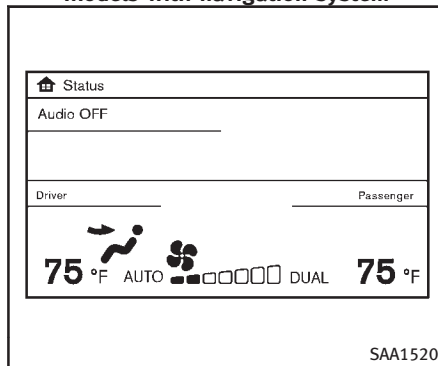 models with navigation system
Status
Audio OFF
Driver Passenger
75 °F AUTO DUAL 75 °F
SAA1520